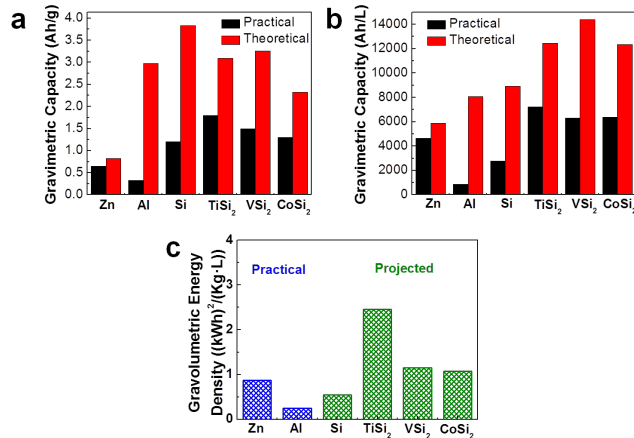 a
Gravimetric Capacity (Ah/g)
4.0
3.5
3.0
2.5
2.0
1.5
1.0
0.5
0.0
Practical
Theoretical
Zn Al Si TiSi₂ VSi₂ CoSi₂
b
Gravimetric Capacity (Ah/L)
14000
12000
10000
8000
6000
4000
2000
0
Practical
Theoretical
Zn Al Si TiSi₂ VSi₂ CoSi₂
c
Gravolumetric Energy
Density ((kWh)²/(Kg·L))
4
3
2
1
0
Practical
Projected
Zn Al Si TiSi₂ VSi₂ CoSi₂